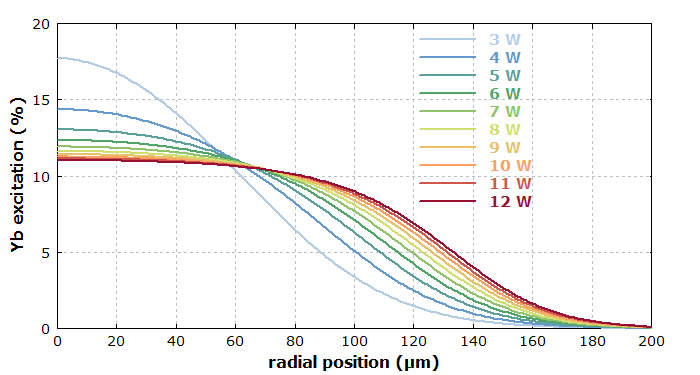 20
15
10
5
0
Yb excitation (%)
3 W
4 W
5 W
6 W
7 W
8 W
9 W
10 W
11 W
12 W
0 20 40 60 80 100 120 140 160 180 200
radial position (µm)